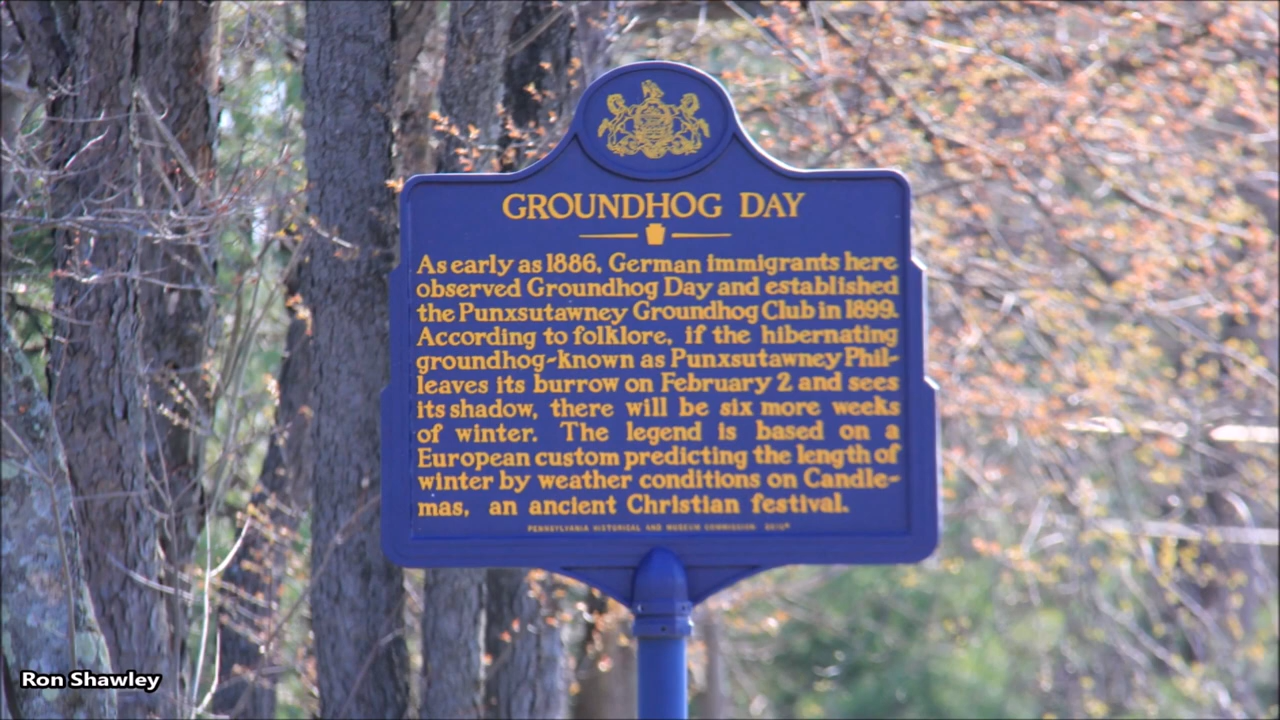 GROUNDHOG DAY
As early as 1886, German immigrants here
observed Groundhog Day and established
the Punxsutawney Groundhog Club in 1899.
According to folklore, if the hibernating
groundhog-known as Punxsutawney Phil-
leaves its burrow on February 2 and sees
its shadow, there will be six more weeks
of winter. The legend is based on a
European custom predicting the length of
winter by weather conditions on Candle-
mas, an ancient Christian festival.
PENNSYLVANIA HISTORICAL AND MUSEUM COMMISSION
Ron Shawley